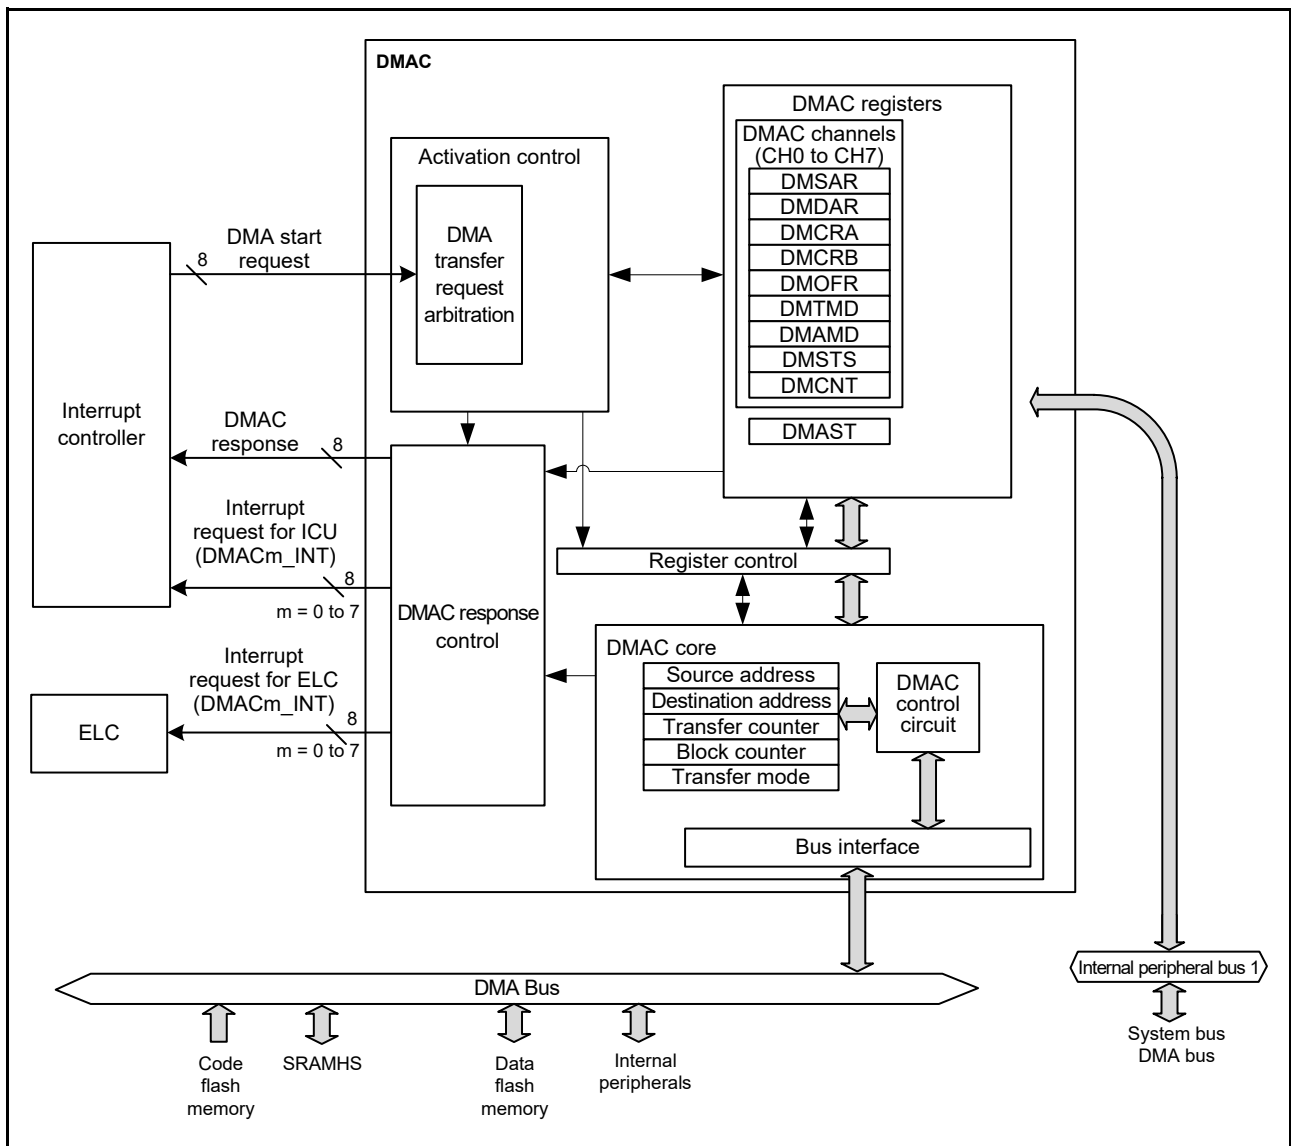 DMAC
DMAC registers
DMAC channels
(CH0 to CH7)
DMSAR
DMDAR
DMCRA
DMCRB
DMOFR
DMTMD
DMAMD
DMSTS
DMCNT
DMAST
Activation control
DMA
transfer
request
arbitration
DMA start
request
8
Interrupt
controller
DMAC
response
8
Interrupt
request for ICU
(DMACm_INT)
8
m = 0 to 7
DMAC response
control
Register control
Interrupt
request for ELC
(DMACm_INT)
8
m = 0 to 7
ELC
DMAC core
Source address
Destination address
Transfer counter
Block counter
Transfer mode
DMAC
control
circuit
Bus interface
DMA Bus
Internal peripheral bus 1
System bus
DMA bus
Code
flash
memory
SRAMHS
Data
flash
memory
Internal
peripherals